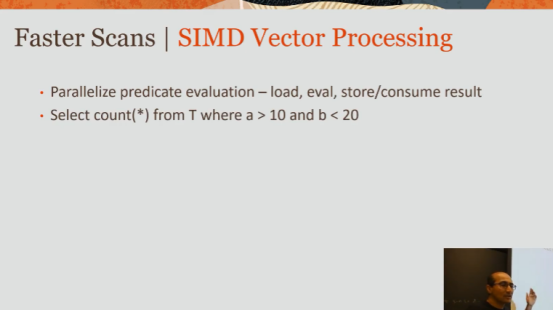 Faster Scans | SIMD Vector Processing
• Parallelize predicate evaluation – load, eval, store/consume result
• Select count(*) from T where a > 10 and b < 20